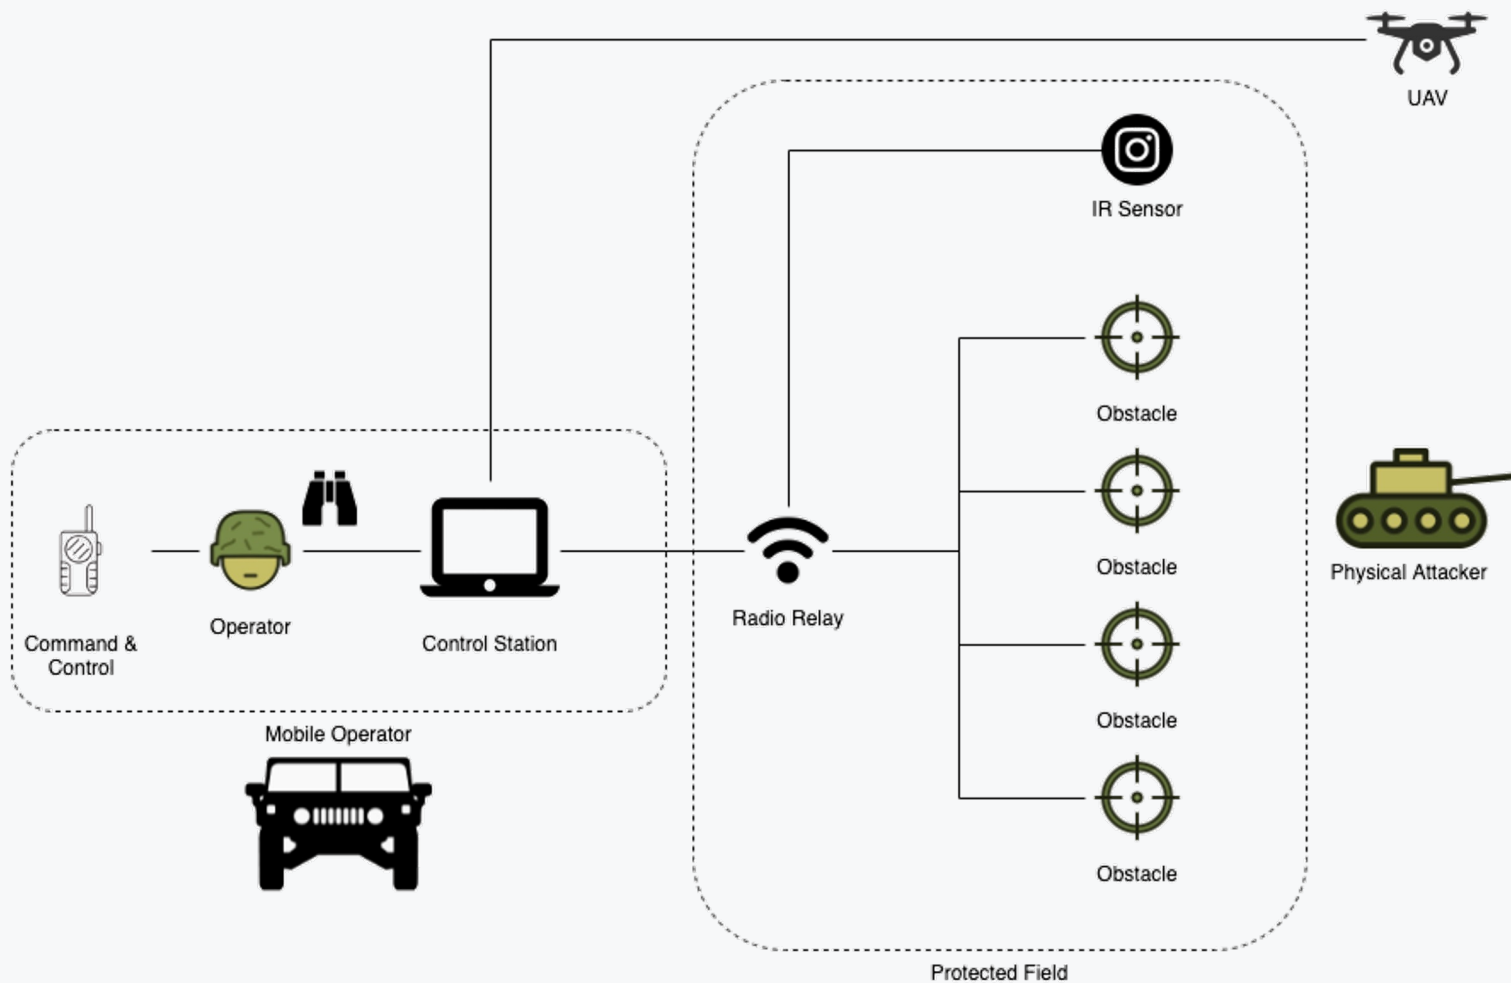 UAV
IR Sensor
Obstacle
Obstacle
Physical Attacker
Radio Relay
Operator
Command &
Control
Control Station
Obstacle
Mobile Operator
Obstacle
Protected Field